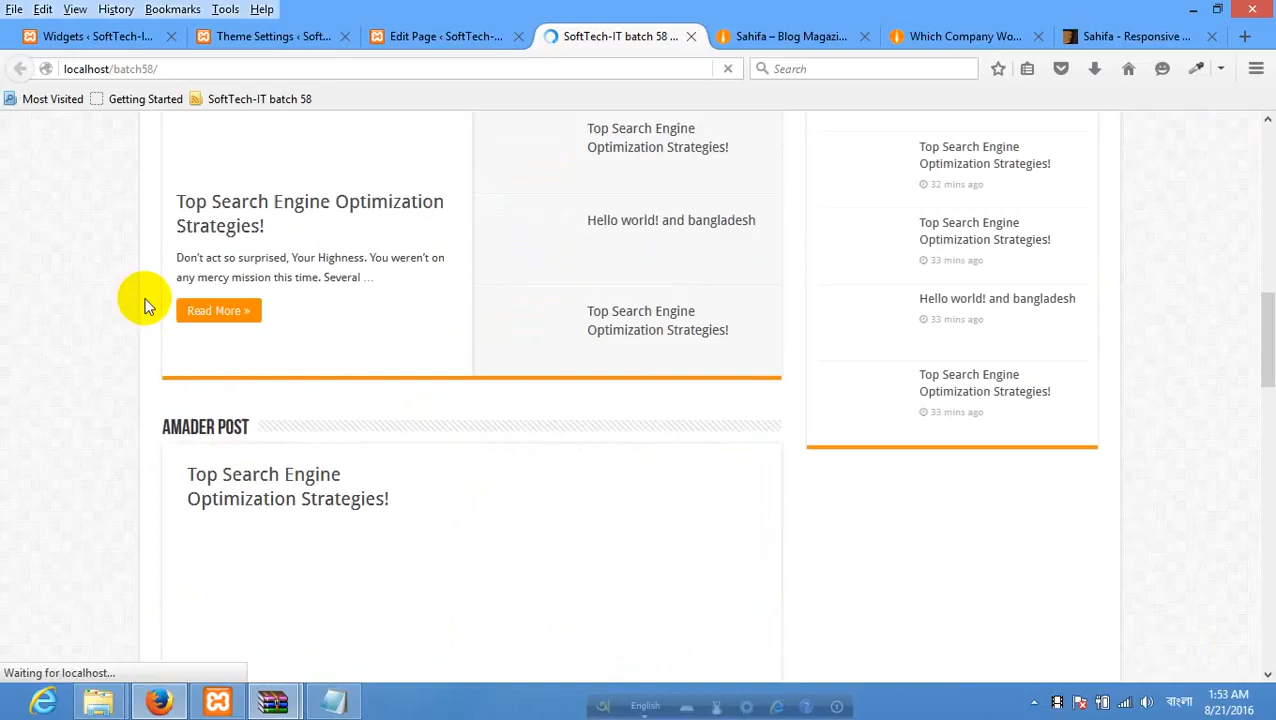 File Edit View History Bookmarks Tools Help
Widgets ‹ SoftTech-I...
Theme Settings ‹ Soft...
Edit Page ‹ SoftTech-...
SoftTech-IT batch 58 ...
Sahifa – Blog Magazi...
Which Company Wo...
Sahifa - Responsive ...
localhost/batch58/
Search
Most Visited
Getting Started
SoftTech-IT batch 58
Top Search Engine Optimization
Strategies!
Don't act so surprised, Your Highness. You weren't on
any mercy mission this time. Several ...
Read More »
Top Search Engine
Optimization Strategies!
Hello world! and bangladesh
Top Search Engine
Optimization Strategies!
Top Search Engine
Optimization Strategies!
32 mins ago
Top Search Engine
Optimization Strategies!
33 mins ago
Hello world! and bangladesh
33 mins ago
Top Search Engine
Optimization Strategies!
33 mins ago
AMADER POST
Top Search Engine
Optimization Strategies!
Waiting for localhost...
English
বাংলা
1:53 AM
8/21/2016